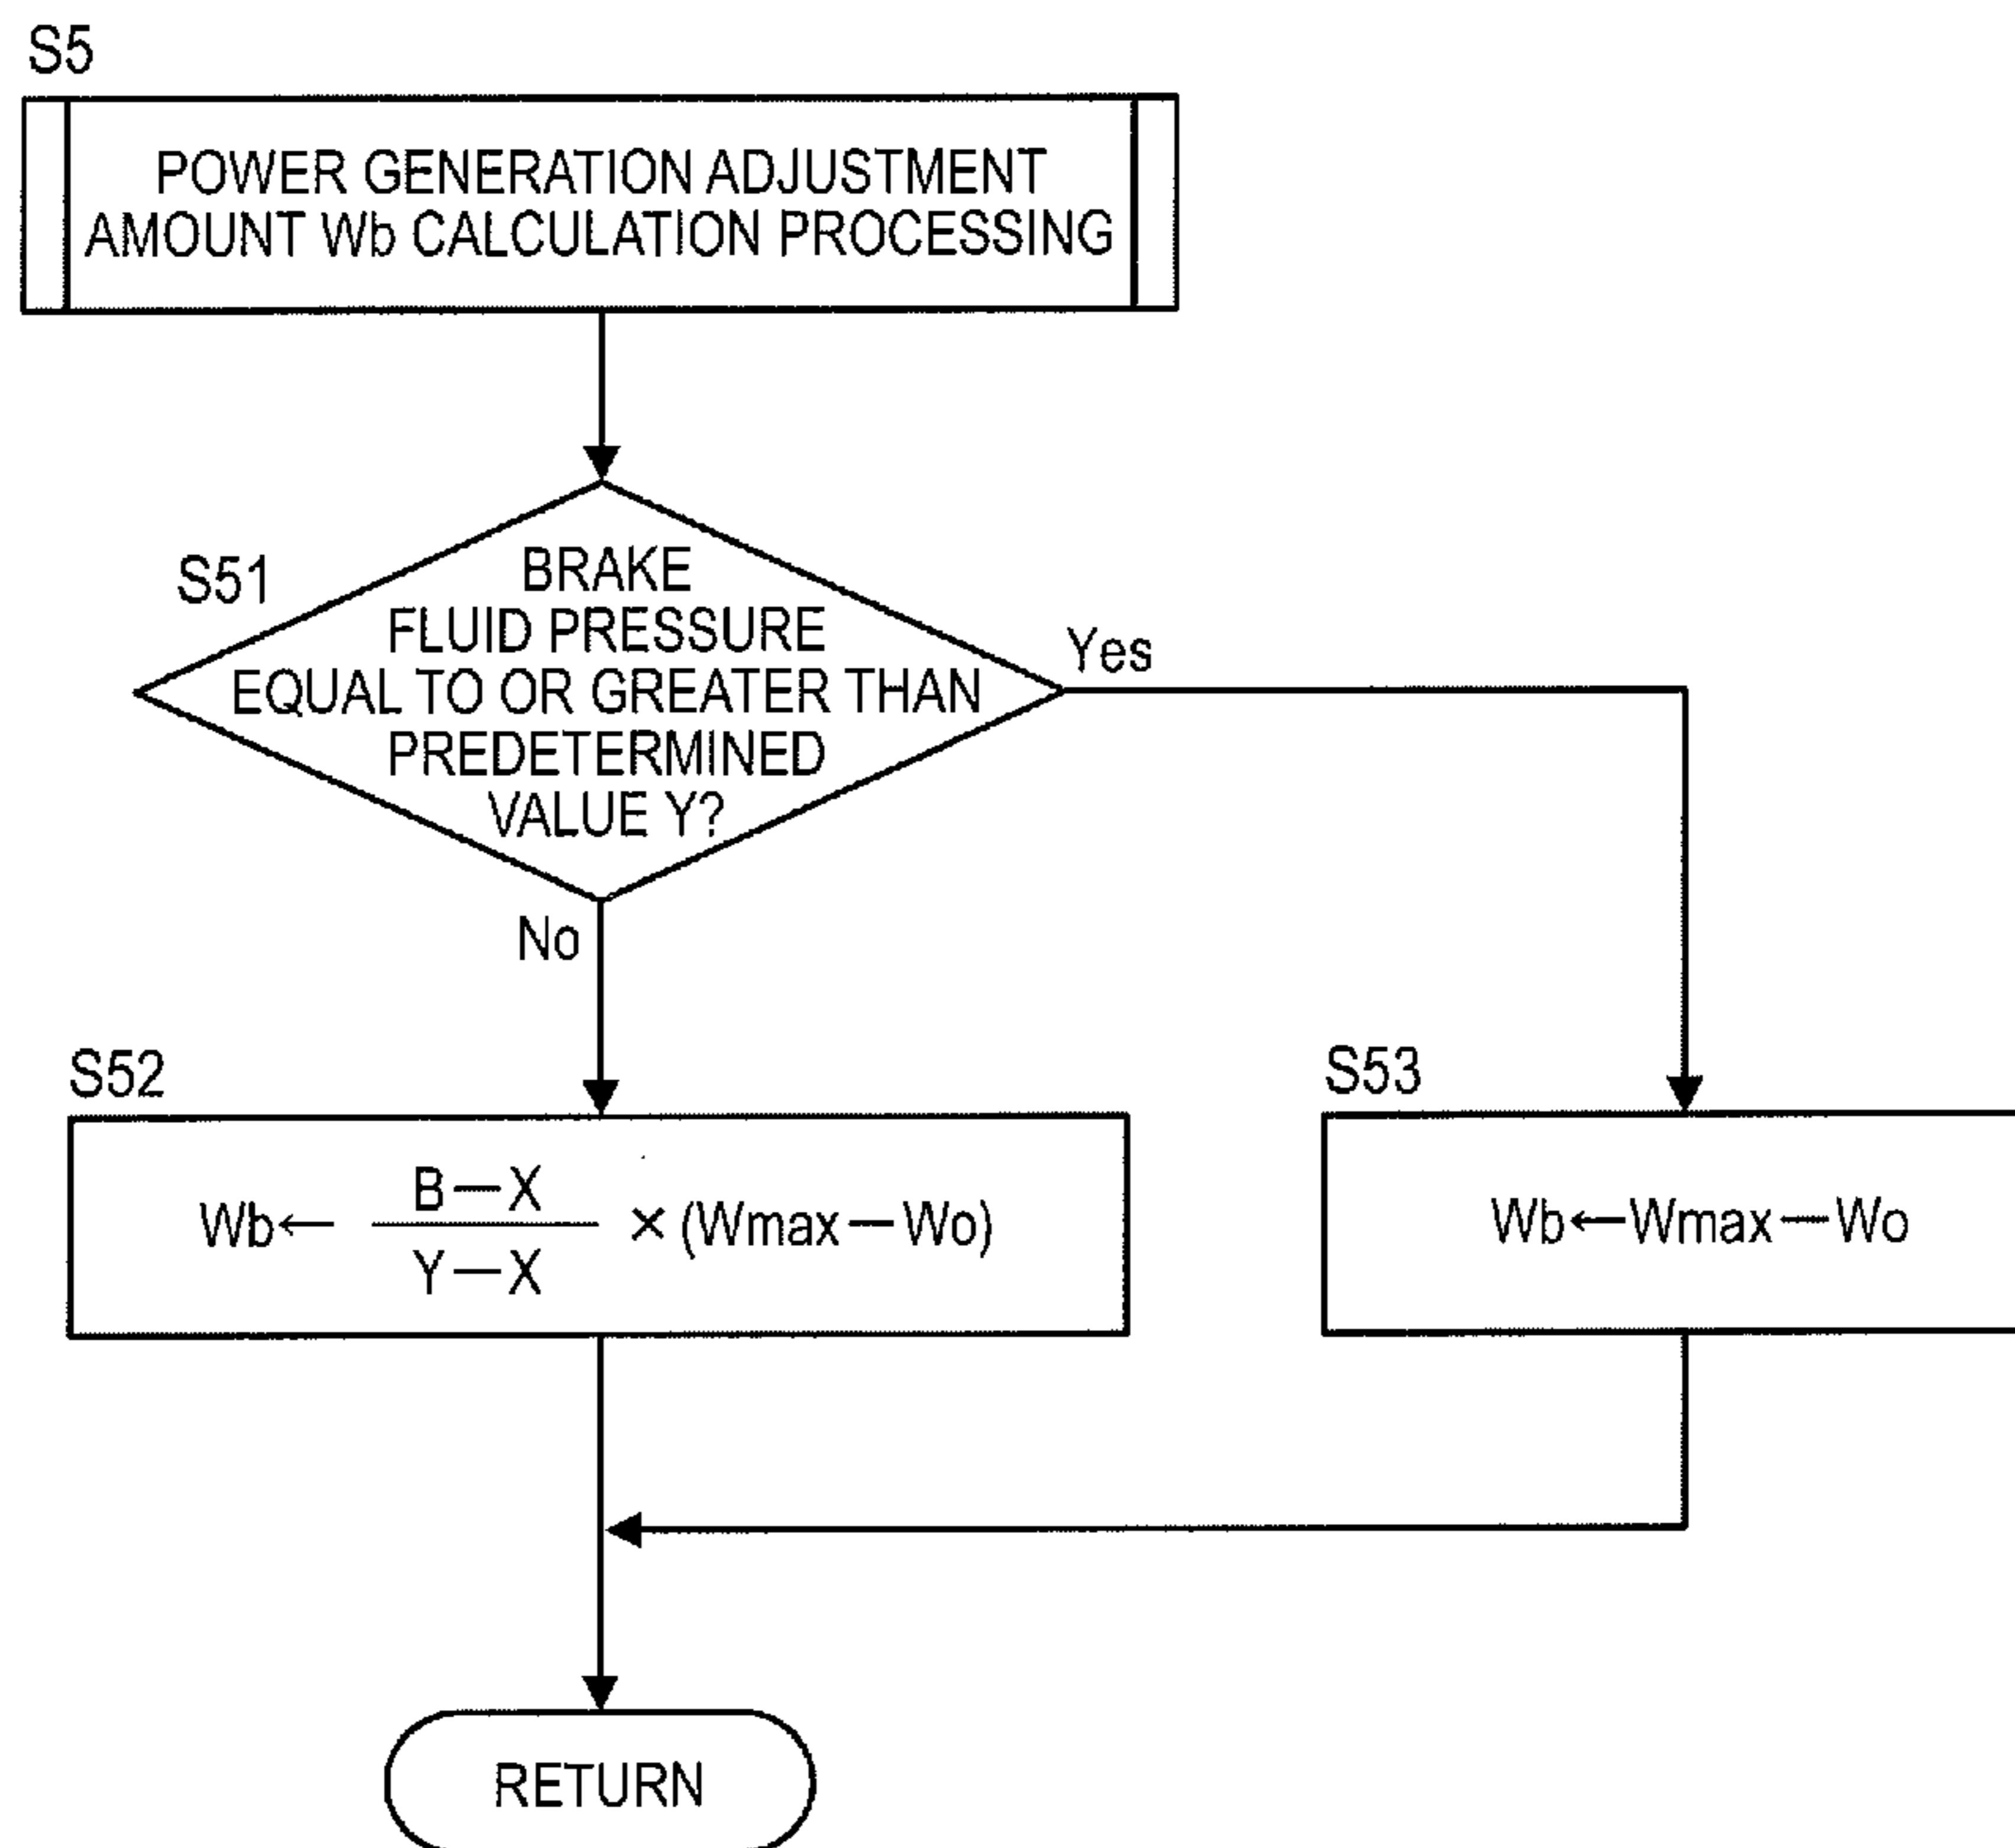 S5
POWER GENERATION ADJUSTMENT
AMOUNT Wb CALCULATION PROCESSING
S51
BRAKE
FLUID PRESSURE
EQUAL TO OR GREATER THAN
PREDETERMINED
VALUE Y?
Yes
No
S52
Wb← B−X / Y−X ×(Wmax−Wo)
S53
Wb←Wmax−Wo
RETURN